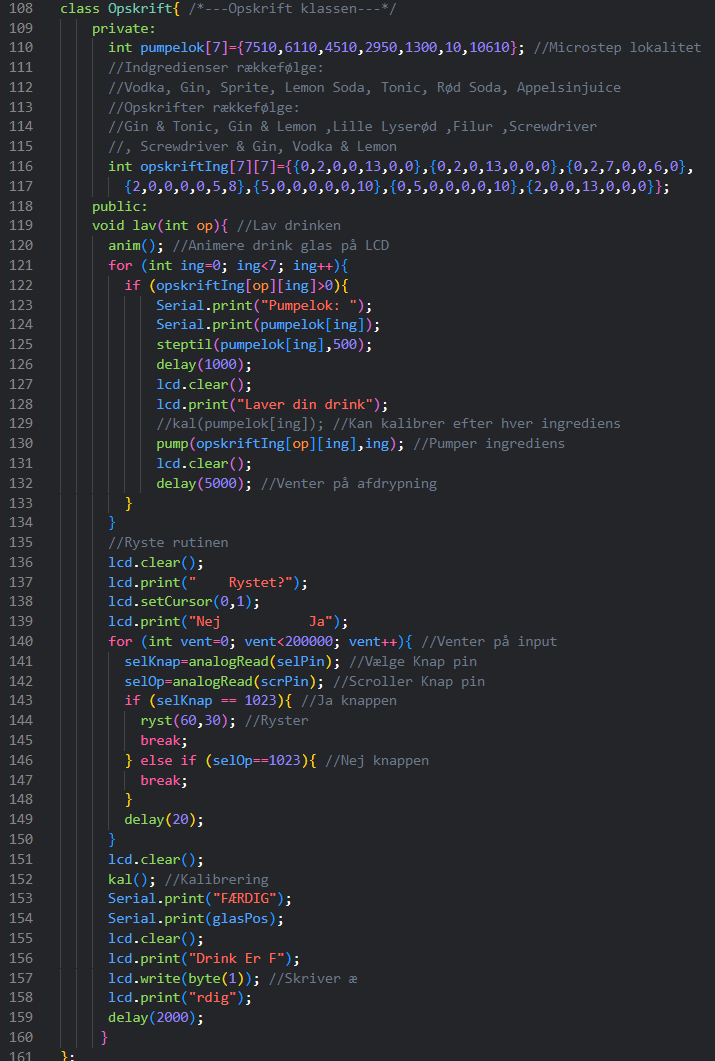 108 class Opskrift{ /*---Opskrift klassen---*/
109 private:
110 int pumpelok[7]={7510,6110,4510,2950,1300,10,10610}; //Microstep lokalitet
111 //Indgredienser rækkefølge:
112 //Vodka, Gin, Sprite, Lemon Soda, Tonic, Rød Soda, Appelsinjuice
113 //Opskrifter rækkefølge:
114 //Gin & Tonic, Gin & Lemon ,Lille Lyserød ,Filur ,Screwdriver
115 //, Screwdriver & Gin, Vodka & Lemon
116 int opskriftIng[7][7]={{0,2,0,0,13,0,0},{0,2,0,13,0,0,0},{0,2,7,0,0,6,0},
117 {2,0,0,0,0,5,8},{5,0,0,0,0,0,10},{0,5,0,0,0,0,10},{2,0,0,13,0,0,0}};
118 public:
119 void lav(int op){ //Lav drinken
120 anim(); //Animere drink glas på LCD
121 for (int ing=0; ing<7; ing++){
122 if (opskriftIng[op][ing]>0){
123 Serial.print("Pumpelok: ");
124 Serial.print(pumpelok[ing]);
125 steptil(pumpelok[ing],500);
126 delay(1000);
127 lcd.clear();
128 lcd.print("Laver din drink");
129 //kal(pumpelok[ing]); //Kan kalibrer efter hver ingrediens
130 pump(opskriftIng[op][ing],ing); //Pumper ingrediens
131 lcd.clear();
132 delay(5000); //Venter på afdrypning
133 }
134 }
135 //Ryste rutinen
136 lcd.clear();
137 lcd.print("    Rystet?");
138 lcd.setCursor(0,1);
139 lcd.print("Nej           Ja");
140 for (int vent=0; vent<200000; vent++){ //Venter på input
141 selKnap=analogRead(selPin); //Vælge Knap pin
142 selOp=analogRead(scrPin); //Scroller Knap pin
143 if (selKnap == 1023){ //Ja knappen
144 ryst(60,30); //Ryster
145 break;
146 } else if (selOp==1023){ //Nej knappen
147 break;
148 }
149 delay(20);
150 }
151 lcd.clear();
152 kal(); //Kalibrering
153 Serial.print("FÆRDIG");
154 Serial.print(glasPos);
155 lcd.clear();
156 lcd.print("Drink Er F");
157 lcd.write(byte(1)); //Skriver æ
158 lcd.print("rdig");
159 delay(2000);
160 }
161 };